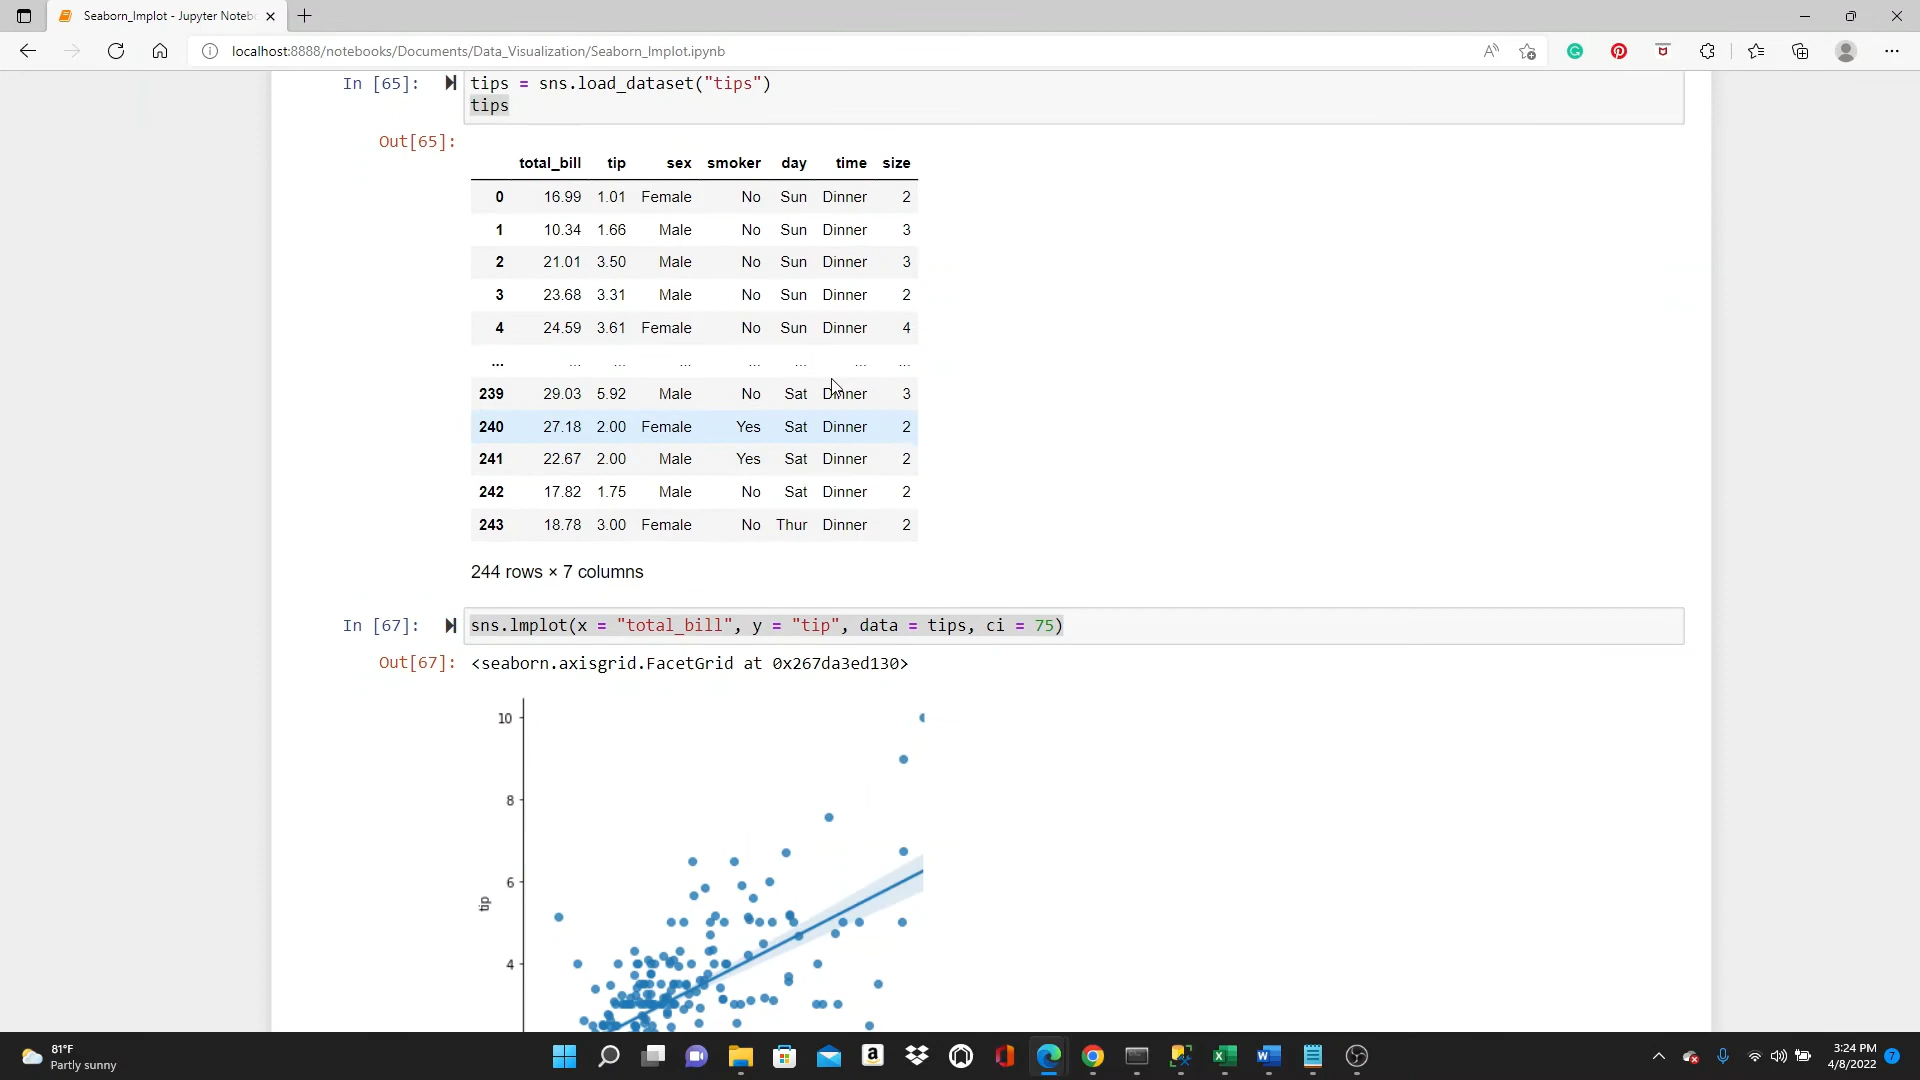 Seaborn_lmplot - Jupyter Noteb
localhost:8888/notebooks/Documents/Data_Visualization/Seaborn_lmplot.ipynb
In [65]: tips = sns.load_dataset("tips")
tips
Out[65]:
total_bill tip sex smoker day time size
0 16.99 1.01 Female No Sun Dinner 2
1 10.34 1.66 Male No Sun Dinner 3
2 21.01 3.50 Male No Sun Dinner 3
3 23.68 3.31 Male No Sun Dinner 2
4 24.59 3.61 Female No Sun Dinner 4
... ... ... ... ... ... ... ...
239 29.03 5.92 Male No Sat Dinner 3
240 27.18 2.00 Female Yes Sat Dinner 2
241 22.67 2.00 Male Yes Sat Dinner 2
242 17.82 1.75 Male No Sat Dinner 2
243 18.78 3.00 Female No Thur Dinner 2
244 rows × 7 columns
In [67]: sns.lmplot(x = "total_bill", y = "tip", data = tips, ci = 75)
Out[67]: <seaborn.axisgrid.FacetGrid at 0x267da3ed130>
10
8
6
tip
4
81°F
Partly sunny
3:24 PM
4/8/2022
7